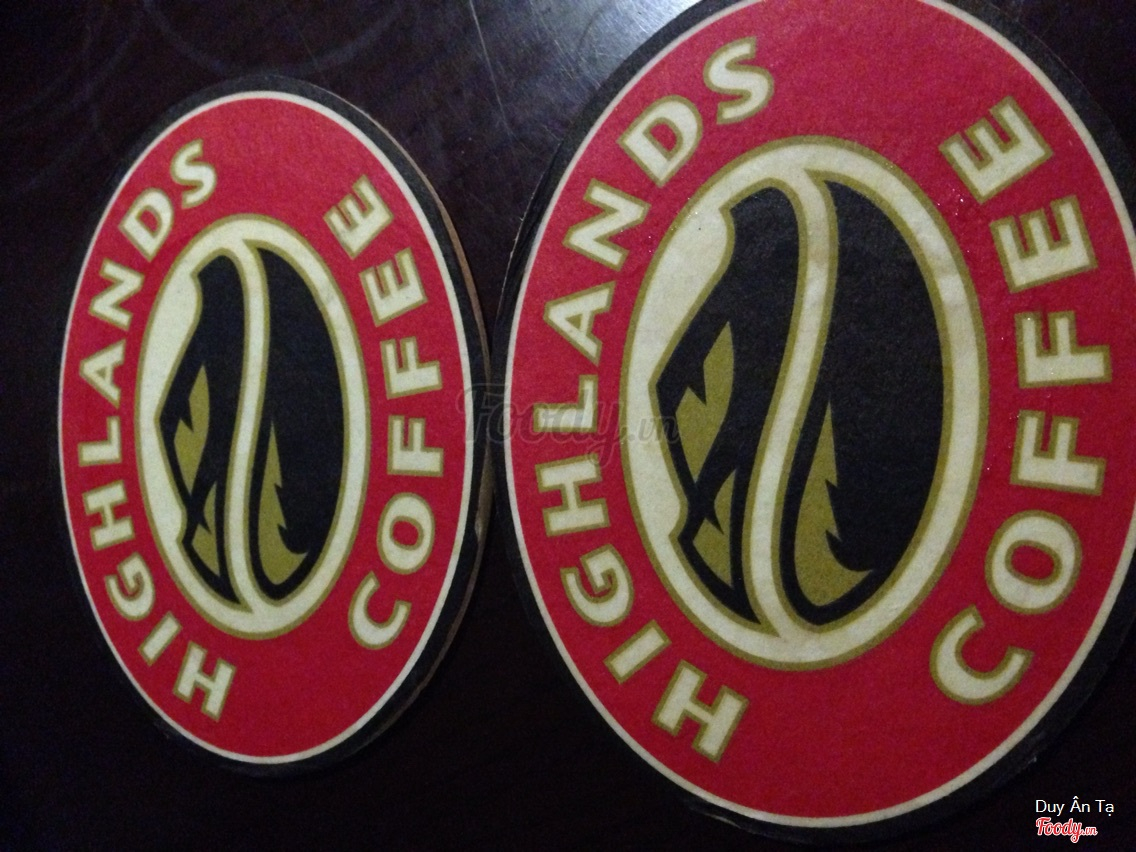 HIGHLANDS
COFFEE
HIGHLANDS
COFFEE
Foody.vn
Duy Ân Tạ
Foody.vn